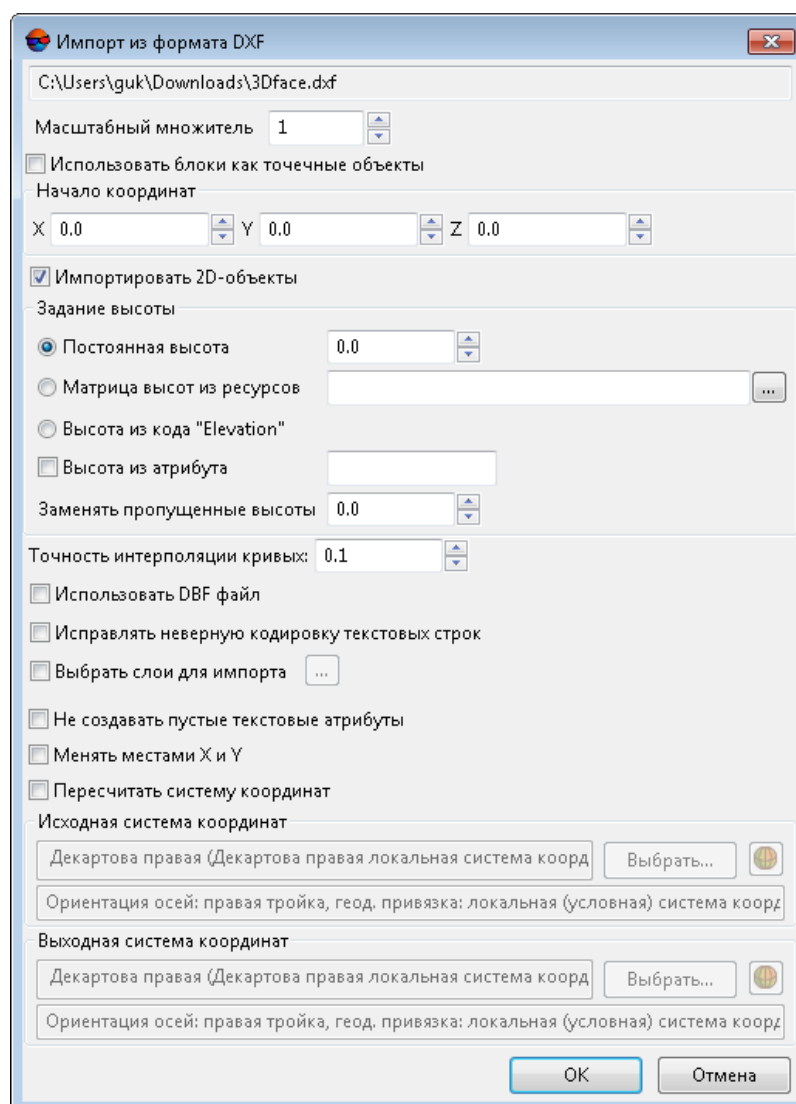 Импорт из формата DXF
C:\Users\guk\Downloads\3Dface.dxf
Масштабный множитель 1
Использовать блоки как точечные объекты
Начало координат
X 0.0 Y 0.0 Z 0.0
Импортировать 2D-объекты
Задание высоты
Постоянная высота 0.0
Матрица высот из ресурсов ...
Высота из кода "Elevation"
Высота из атрибута
Заменять пропущенные высоты 0.0
Точность интерполяции кривых: 0.1
Использовать DBF файл
Исправлять неверную кодировку текстовых строк
Выбрать слои для импорта ...
Не создавать пустые текстовые атрибуты
Менять местами X и Y
Пересчитать систему координат
Исходная система координат
Декартова правая (Декартова правая локальная система коорд Выбрать...
Ориентация осей: правая тройка, геод. привязка: локальная (условная) система коорд
Выходная система координат
Декартова правая (Декартова правая локальная система коорд Выбрать...
Ориентация осей: правая тройка, геод. привязка: локальная (условная) система коорд
OK Отмена